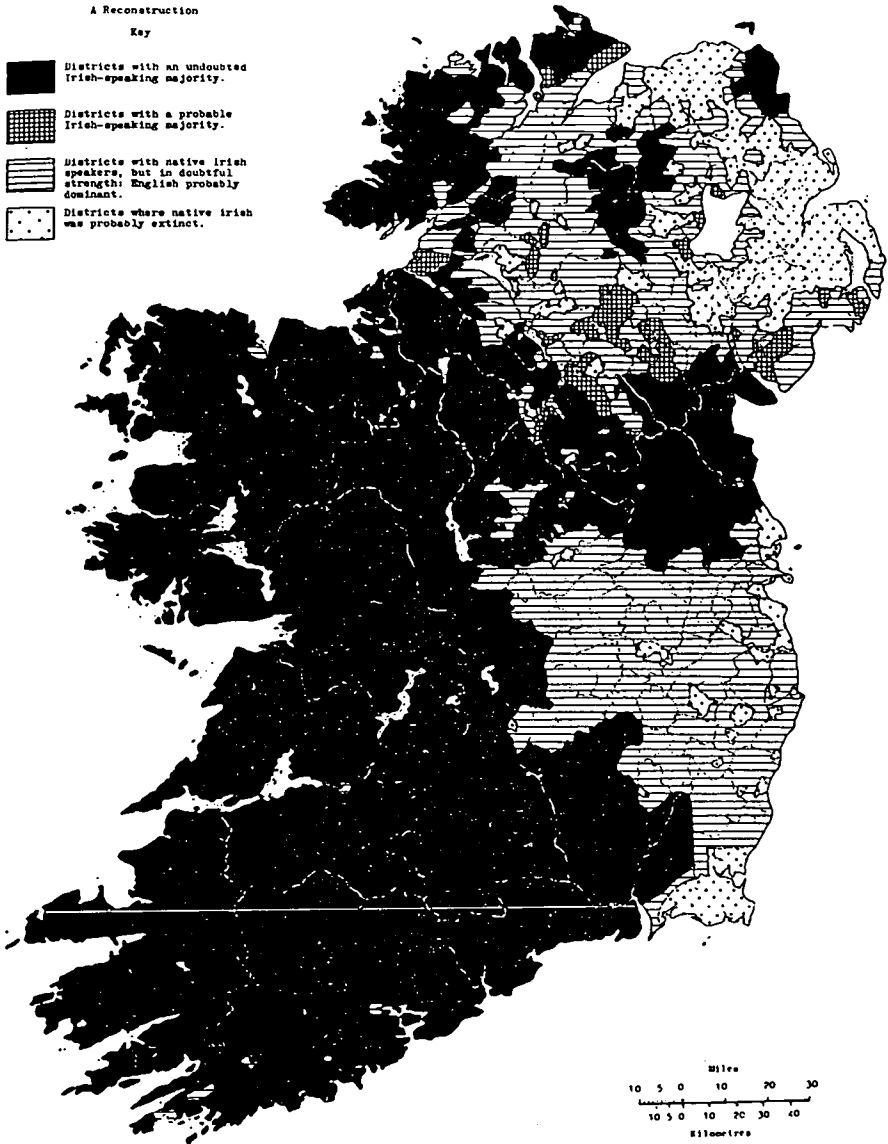 A Reconstruction
Key
Districts with an undoubted
Irish-speaking majority.
Districts with a probable
Irish-speaking majority.
Districts with native Irish
speakers, but in doubtful
strength: English probably
dominant.
Districts where native irish
was probably extinct.
Miles
10 5 0 10 20 30
10 5 0 10 20 30 40
Kilometres